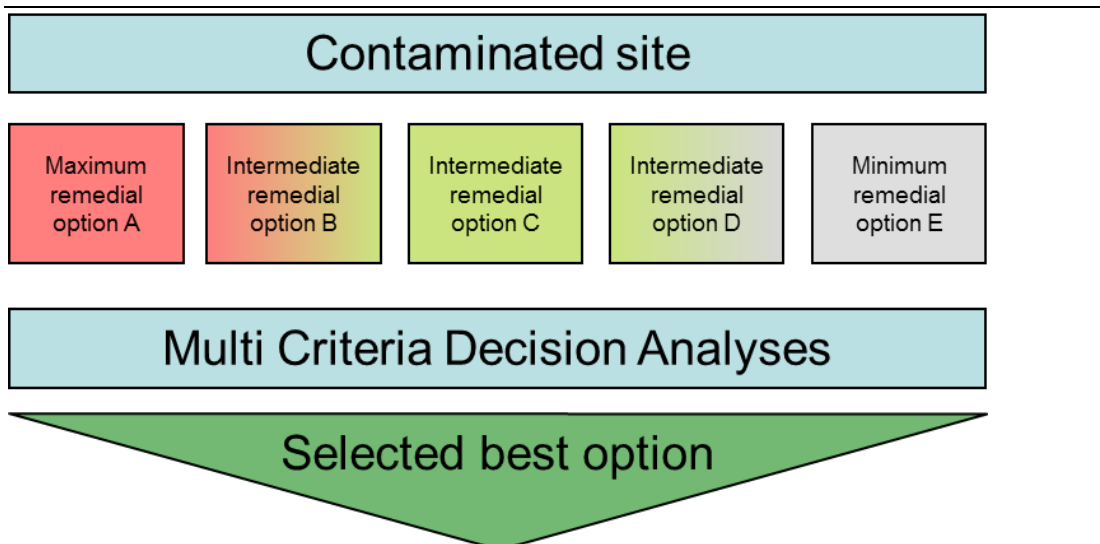 Contaminated site
Maximum
remedial
option A
Intermediate
remedial
option B
Intermediate
remedial
option C
Intermediate
remedial
option D
Minimum
remedial
option E
Multi Criteria Decision Analyses
Selected best option